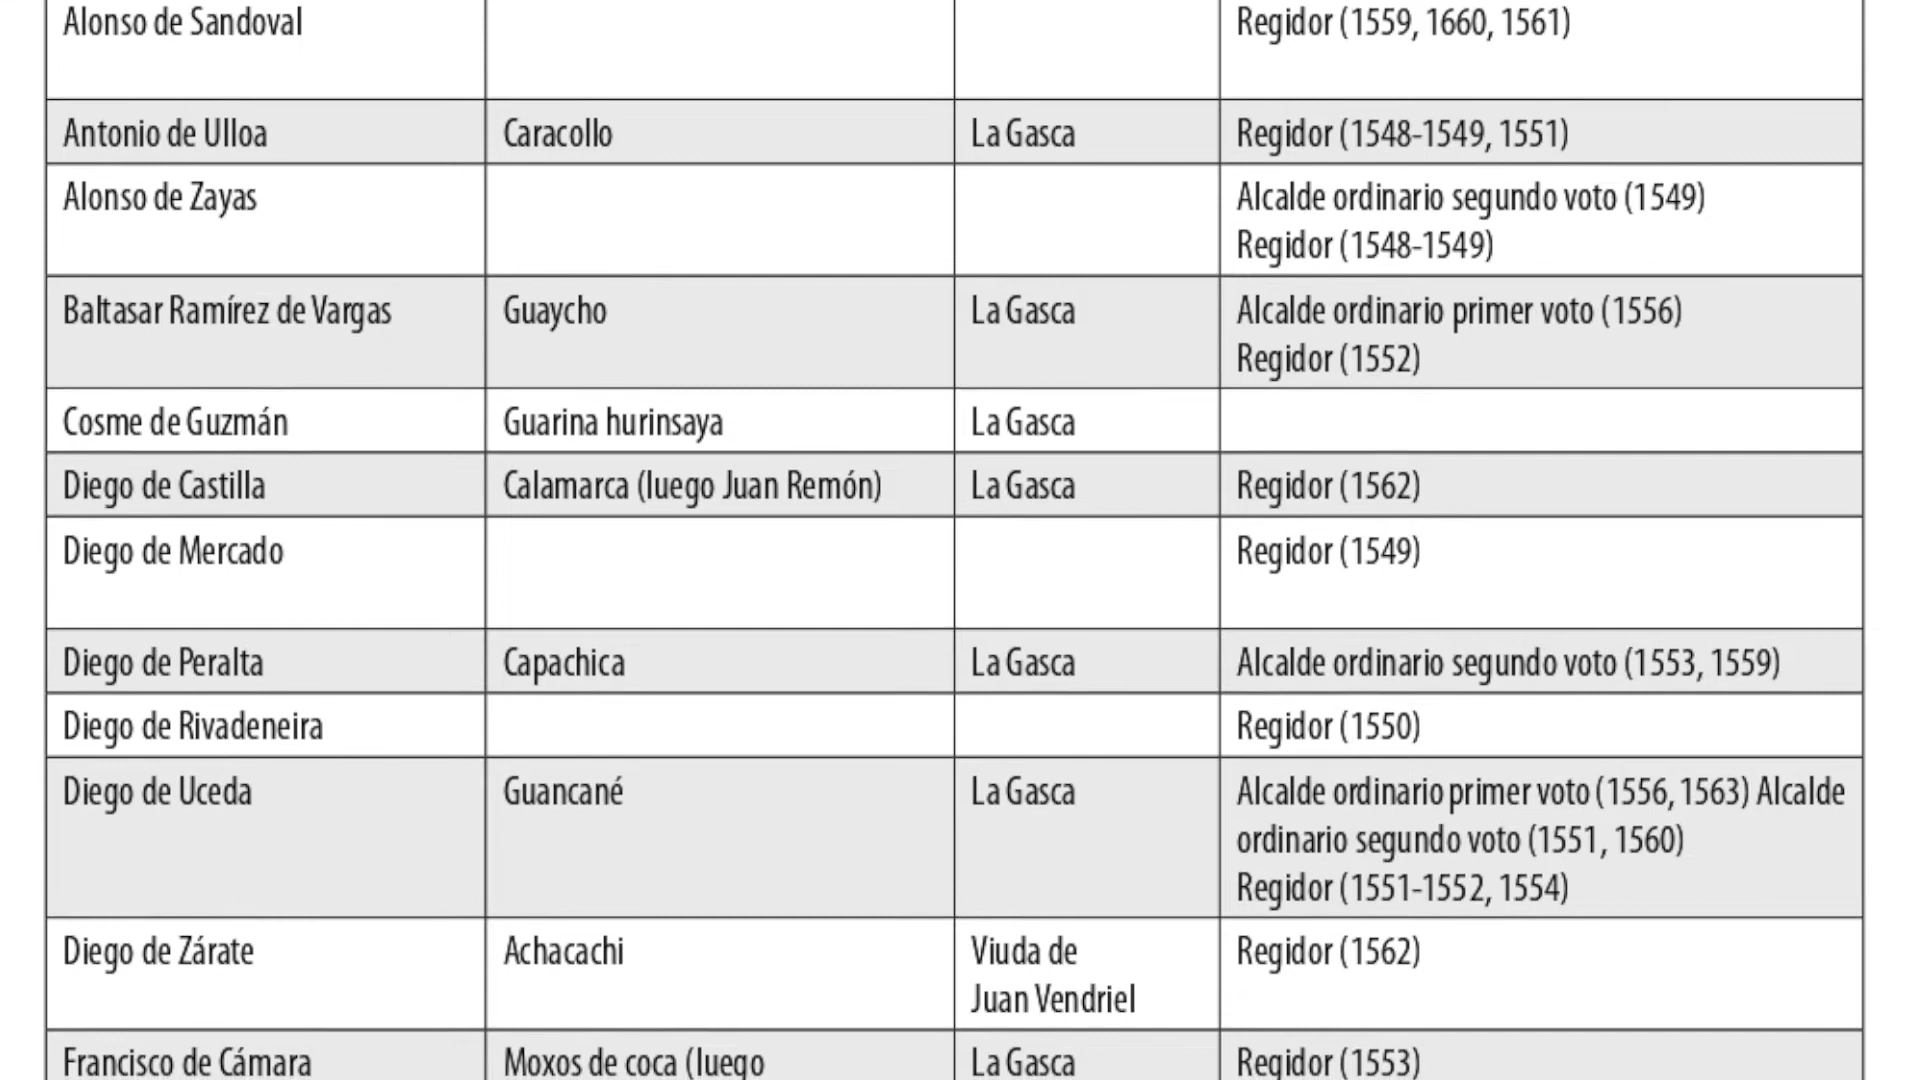 Alonso de Sandoval Regidor (1559, 1660, 1561)
Antonio de Ulloa Caracollo La Gasca Regidor (1548-1549, 1551)
Alonso de Zayas Alcalde ordinario segundo voto (1549)
Regidor (1548-1549)
Baltasar Ramírez de Vargas Guaycho La Gasca Alcalde ordinario primer voto (1556)
Regidor (1552)
Cosme de Guzmán Guarina hurinsaya La Gasca
Diego de Castilla Calamarca (luego Juan Remón) La Gasca Regidor (1562)
Diego de Mercado Regidor (1549)
Diego de Peralta Capachica La Gasca Alcalde ordinario segundo voto (1553, 1559)
Diego de Rivadeneira Regidor (1550)
Diego de Uceda Guancané La Gasca Alcalde ordinario primer voto (1556, 1563) Alcalde
ordinario segundo voto (1551, 1560)
Regidor (1551-1552, 1554)
Diego de Zárate Achacachi Viuda de Regidor (1562)
Juan Vendriel
Francisco de Cámara Moxos de coca (luego La Gasca Regidor (1553)